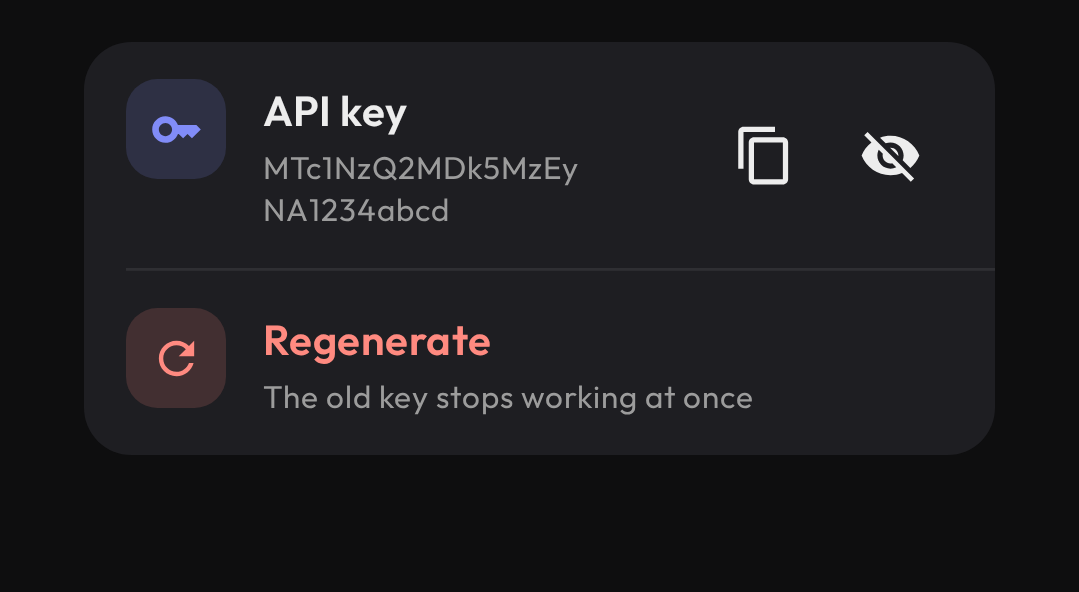 API key
MTc1NzQ2MDk5MzEy
NA1234abcd
Regenerate
The old key stops working at once